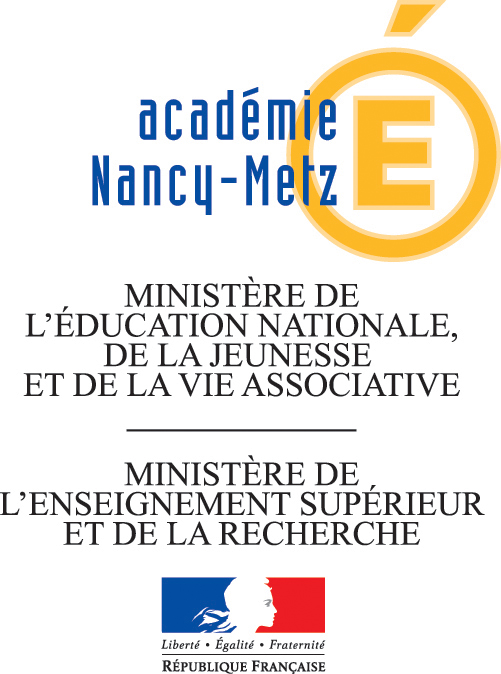 académie
Nancy-Metz
É
MINISTÈRE DE
L’ÉDUCATION NATIONALE,
DE LA JEUNESSE
ET DE LA VIE ASSOCIATIVE
MINISTÈRE DE
L’ENSEIGNEMENT SUPÉRIEUR
ET DE LA RECHERCHE
Liberté • Égalité • Fraternité
RÉPUBLIQUE FRANÇAISE